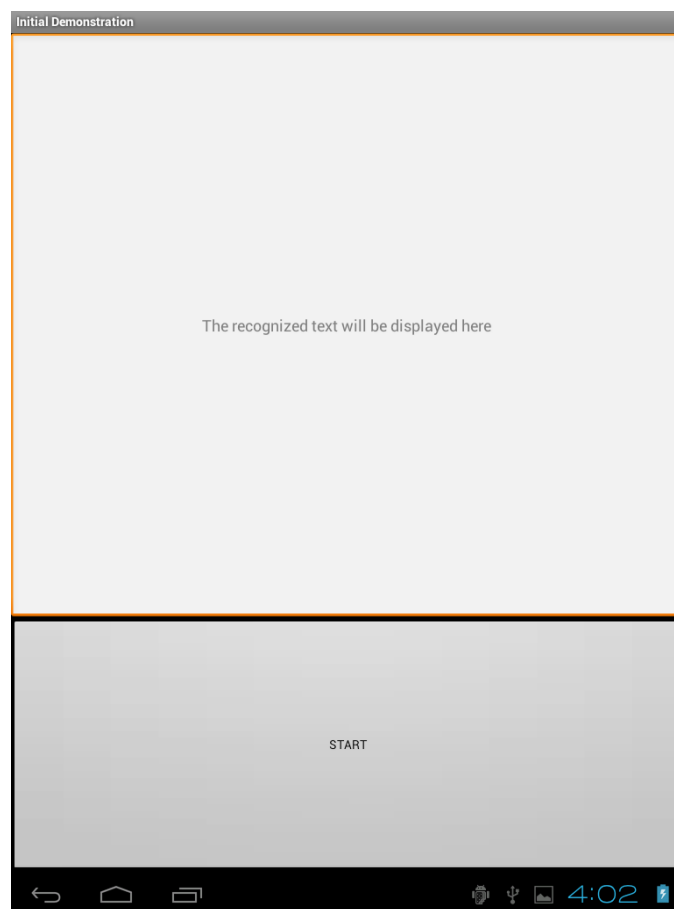 Initial Demonstration
The recognized text will be displayed here
START
4:02